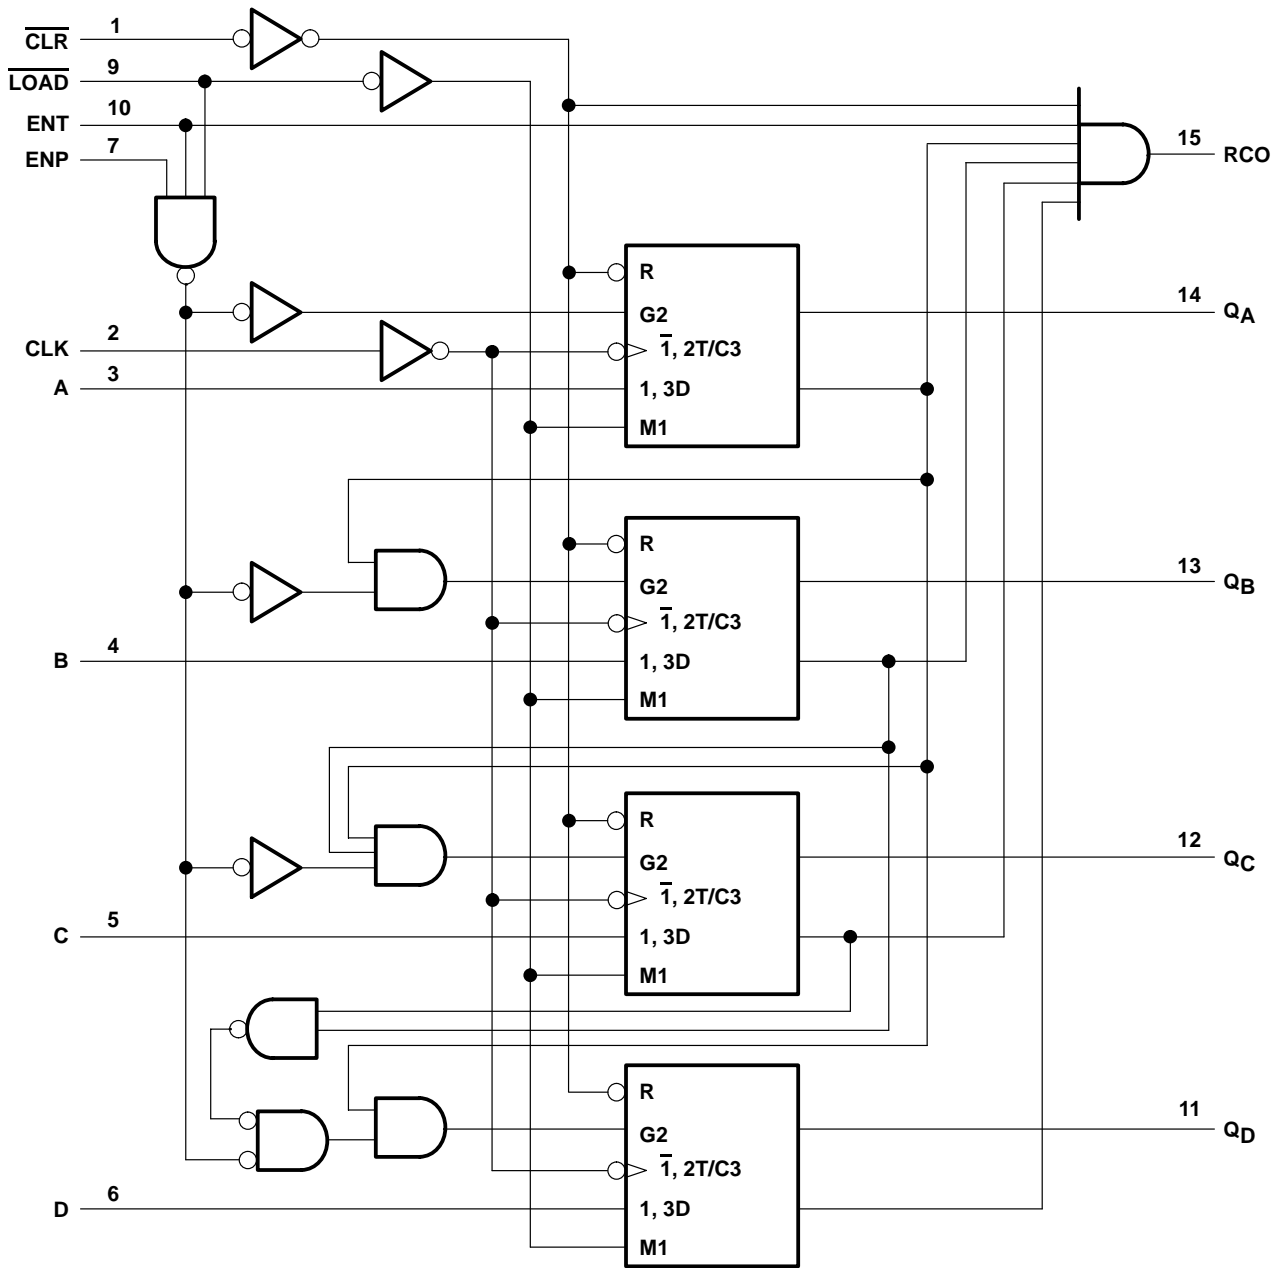 C̅L̅R̅ 1
L̅O̅A̅D̅ 9
ENT 10
ENP 7
15 RCO
R
G2
1̅, 2T/C3
1, 3D
M1
CLK 2
A 3
14 QA
R
G2
1̅, 2T/C3
1, 3D
M1
B 4
13 QB
R
G2
1̅, 2T/C3
1, 3D
M1
C 5
12 QC
R
G2
1̅, 2T/C3
1, 3D
M1
D 6
11 QD